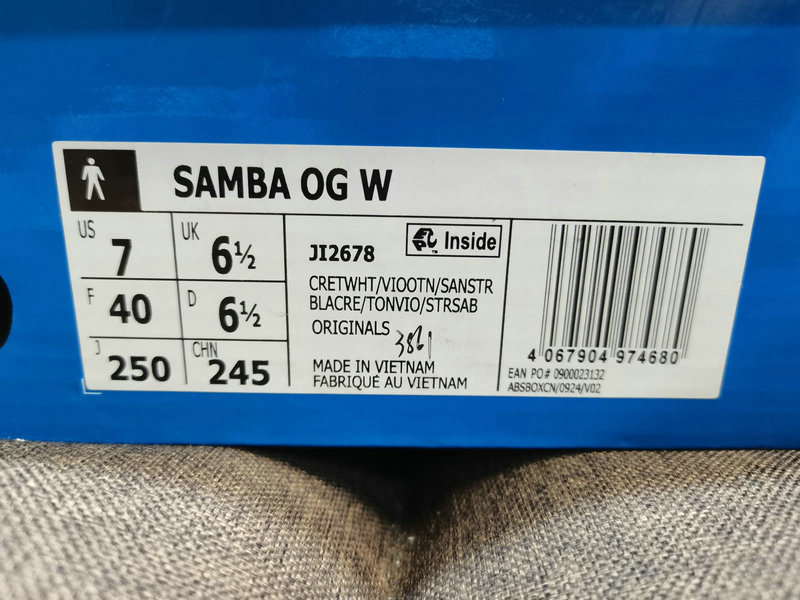 SAMBA OG W
US 7 UK 6½
F 40 D 6½
J 250 CHN 245
JI2678 Inside
CRETWHT/VIOOTN/SANSTR
BLACRE/TONVIO/STRSAB
ORIGINALS
MADE IN VIETNAM
FABRIQUÉ AU VIETNAM
4 067904 974680
EAN PO# 0900023132
ABSBOXCN/0924/V02